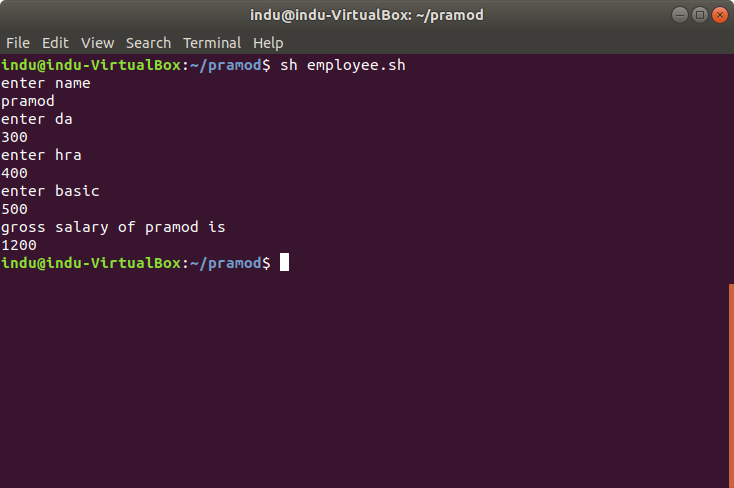 indu@indu-VirtualBox: ~/pramod
File Edit View Search Terminal Help
indu@indu-VirtualBox:~/pramod$ sh employee.sh
enter name
pramod
enter da
300
enter hra
400
enter basic
500
gross salary of pramod is
1200
indu@indu-VirtualBox:~/pramod$